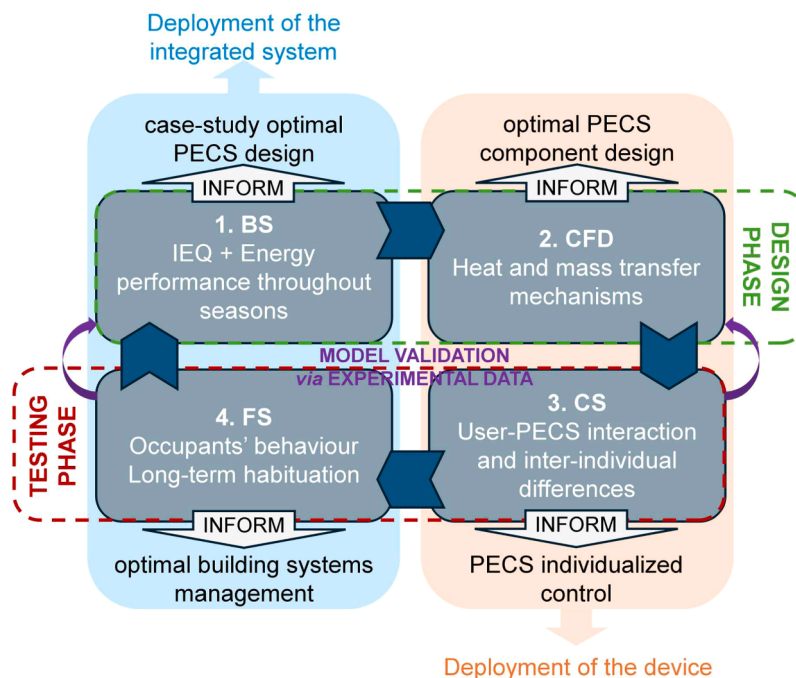 Deployment of the
integrated system
case-study optimal
PECS design
optimal PECS
component design
INFORM
INFORM
1. BS
IEQ + Energy
performance throughout
seasons
2. CFD
Heat and mass transfer
mechanisms
DESIGN
PHASE
MODEL VALIDATION
via EXPERIMENTAL DATA
TESTING
PHASE
4. FS
Occupants' behaviour
Long-term habituation
3. CS
User-PECS interaction
and inter-individual
differences
INFORM
INFORM
optimal building systems
management
PECS individualized
control
Deployment of the device